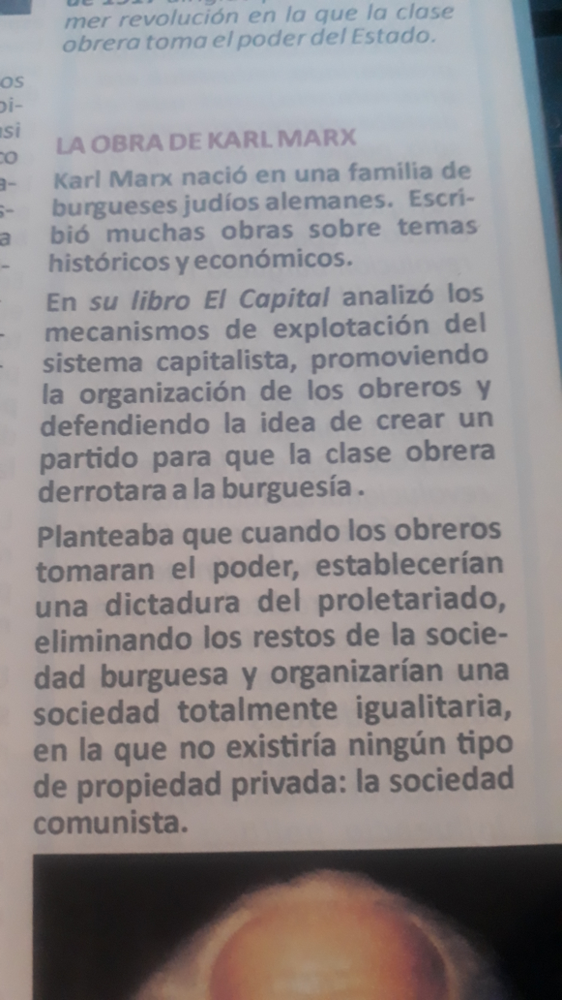 mer revolución en la que la clase
obrera toma el poder del Estado.
os
si
co
a-
s-
a
-
LA OBRA DE KARL MARX
Karl Marx nació en una familia de
burgueses judíos alemanes. Escri-
bió muchas obras sobre temas
históricos y económicos.
En su libro El Capital analizó los
mecanismos de explotación del
sistema capitalista, promoviendo
la organización de los obreros y
defendiendo la idea de crear un
partido para que la clase obrera
derrotara a la burguesía .
Planteaba que cuando los obreros
tomaran el poder, establecerían
una dictadura del proletariado,
eliminando los restos de la socie-
dad burguesa y organizarían una
sociedad totalmente igualitaria,
en la que no existiría ningún tipo
de propiedad privada: la sociedad
comunista.